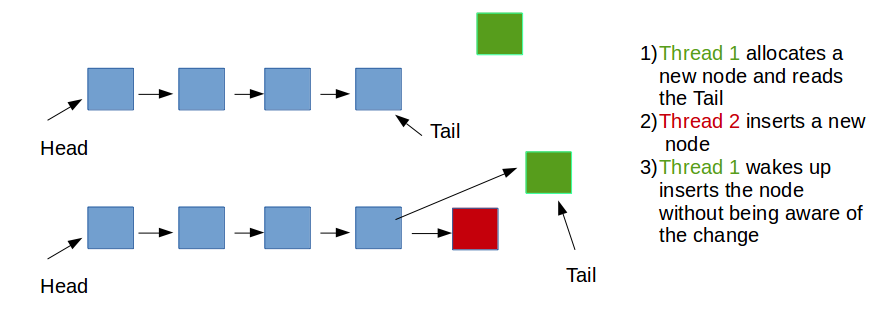 Head
Tail
Head
Tail
1)Thread 1 allocates a
new node and reads
the Tail
2)Thread 2 inserts a new
node
3)Thread 1 wakes up
inserts the node
without being aware of
the change